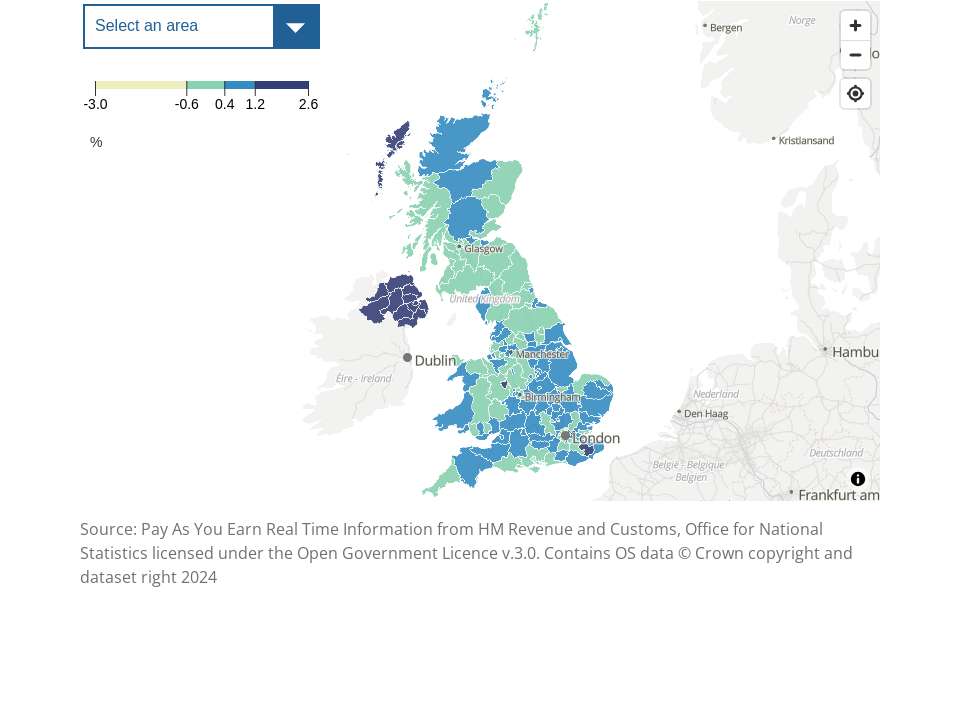 Select an area
-3.0 -0.6 0.4 1.2 2.6
%
Bergen
Norge
Kristiansand
Glasgow
United Kingdom
Manchester
Dublin
Éire - Ireland
Birmingham
London
Hambu
Nederland
Den Haag
België - Belgique
Belgien
Deutschland
Frankfurt am
Source: Pay As You Earn Real Time Information from HM Revenue and Customs, Office for National
Statistics licensed under the Open Government Licence v.3.0. Contains OS data © Crown copyright and
dataset right 2024